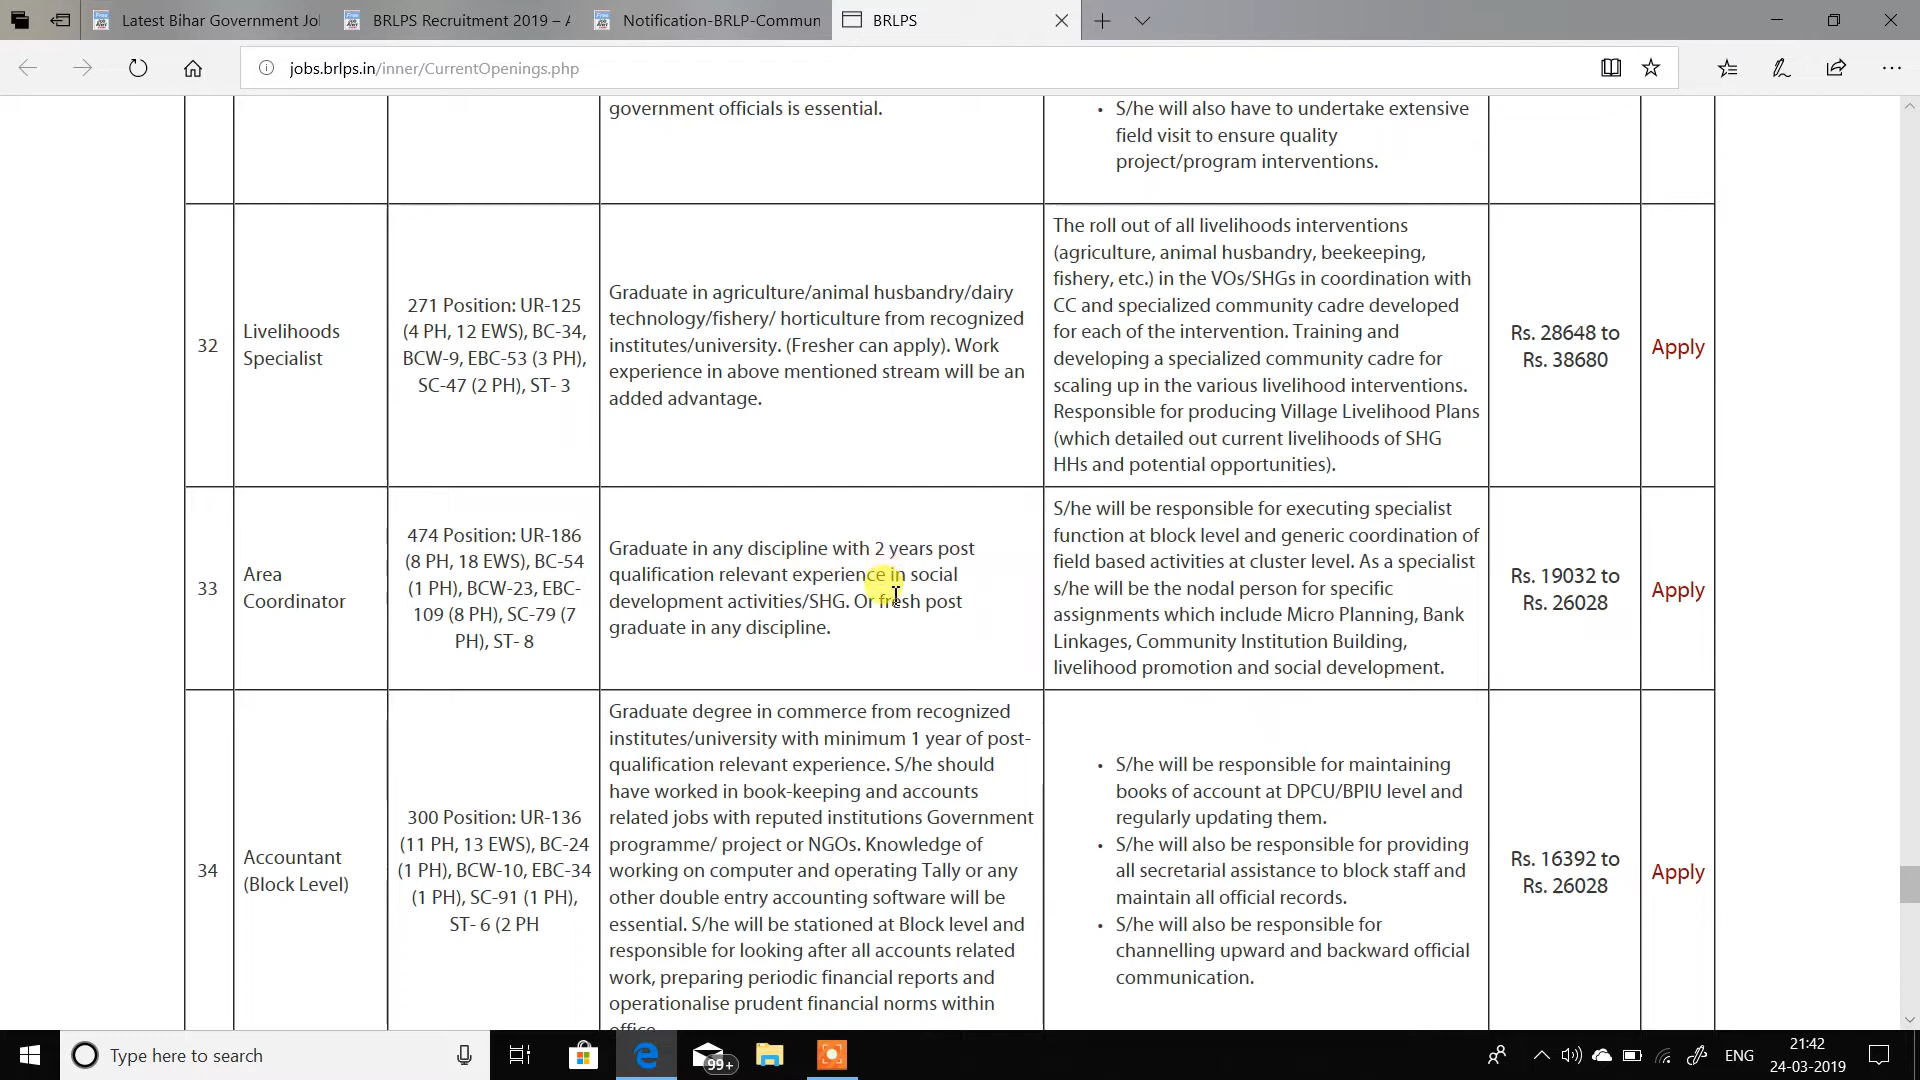 Latest Bihar Government Jol
BRLPS Recruitment 2019 – A
Notification-BRLP-Commun
BRLPS
jobs.brlps.in/inner/CurrentOpenings.php
government officials is essential.
• S/he will also have to undertake extensive
field visit to ensure quality
project/program interventions.
32
Livelihoods
Specialist
271 Position: UR-125
(4 PH, 12 EWS), BC-34,
BCW-9, EBC-53 (3 PH),
SC-47 (2 PH), ST- 3
Graduate in agriculture/animal husbandry/dairy
technology/fishery/ horticulture from recognized
institutes/university. (Fresher can apply). Work
experience in above mentioned stream will be an
added advantage.
The roll out of all livelihoods interventions
(agriculture, animal husbandry, beekeeping,
fishery, etc.) in the VOs/SHGs in coordination with
CC and specialized community cadre developed
for each of the intervention. Training and
developing a specialized community cadre for
scaling up in the various livelihood interventions.
Responsible for producing Village Livelihood Plans
(which detailed out current livelihoods of SHG
HHs and potential opportunities).
Rs. 28648 to
Rs. 38680
Apply
33
Area
Coordinator
474 Position: UR-186
(8 PH, 18 EWS), BC-54
(1 PH), BCW-23, EBC-
109 (8 PH), SC-79 (7
PH), ST- 8
Graduate in any discipline with 2 years post
qualification relevant experience in social
development activities/SHG. Or fresh post
graduate in any discipline.
S/he will be responsible for executing specialist
function at block level and generic coordination of
field based activities at cluster level. As a specialist
s/he will be the nodal person for specific
assignments which include Micro Planning, Bank
Linkages, Community Institution Building,
livelihood promotion and social development.
Rs. 19032 to
Rs. 26028
Apply
34
Accountant
(Block Level)
300 Position: UR-136
(11 PH, 13 EWS), BC-24
(1 PH), BCW-10, EBC-34
(1 PH), SC-91 (1 PH),
ST- 6 (2 PH
Graduate degree in commerce from recognized
institutes/university with minimum 1 year of post-
qualification relevant experience. S/he should
have worked in book-keeping and accounts
related jobs with reputed institutions Government
programme/ project or NGOs. Knowledge of
working on computer and operating Tally or any
other double entry accounting software will be
essential. S/he will be stationed at Block level and
responsible for looking after all accounts related
work, preparing periodic financial reports and
operationalise prudent financial norms within
office.
• S/he will be responsible for maintaining
books of account at DPCU/BPIU level and
regularly updating them.
• S/he will also be responsible for providing
all secretarial assistance to block staff and
maintain all official records.
• S/he will also be responsible for
channelling upward and backward official
communication.
Rs. 16392 to
Rs. 26028
Apply
Type here to search
99+
ENG
21:42
24-03-2019